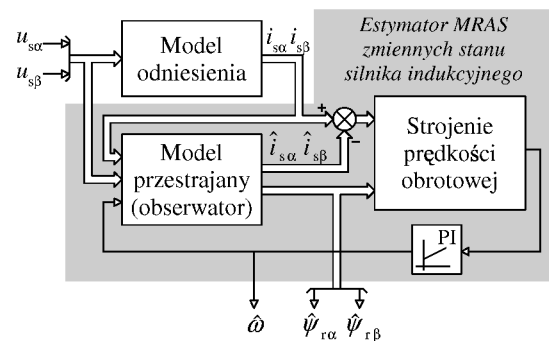 Estymator MRAS
zmiennych stanu
silnika indukcyjnego
u_sα
u_sβ
Model
odniesienia
i_sα i_sβ
+
−
Model
przestrajany
(obserwator)
î_sα î_sβ
Strojenie
prędkości
obrotowej
PI
ω̂
ψ̂_rα ψ̂_rβ